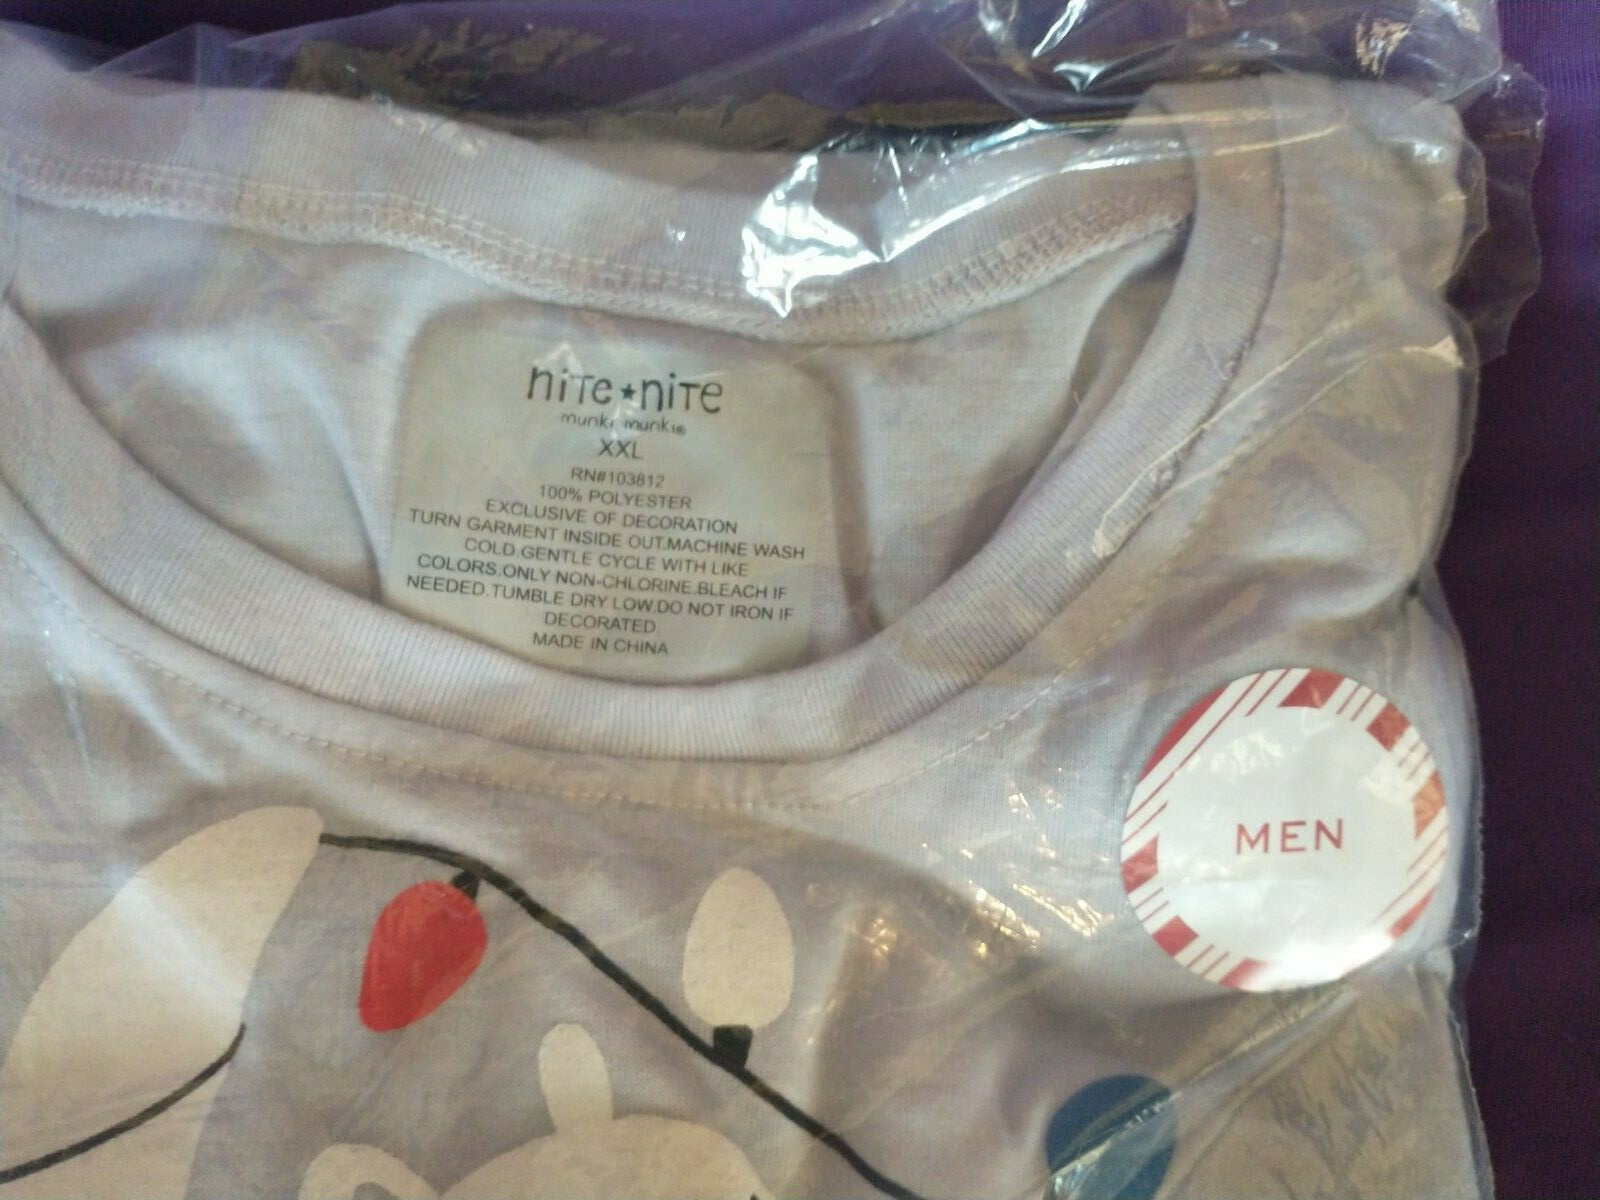 niTe★niTe
munki munki®
XXL
RN#103812
100% POLYESTER
EXCLUSIVE OF DECORATION
TURN GARMENT INSIDE OUT.MACHINE WASH
COLD.GENTLE CYCLE WITH LIKE
COLORS.ONLY NON-CHLORINE.BLEACH IF
NEEDED.TUMBLE DRY LOW.DO NOT IRON IF
DECORATED.
MADE IN CHINA
MEN